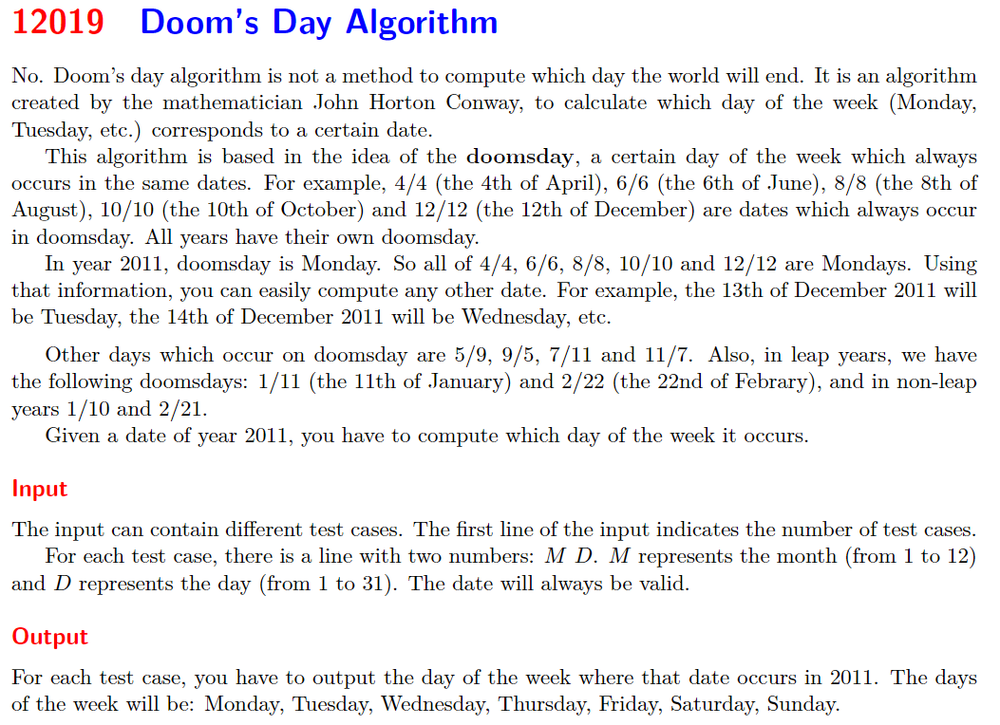 12019 Doom's Day Algorithm
No. Doom's day algorithm is not a method to compute which day the world will end. It is an algorithm
created by the mathematician John Horton Conway, to calculate which day of the week (Monday,
Tuesday, etc.) corresponds to a certain date.
This algorithm is based in the idea of the doomsday, a certain day of the week which always
occurs in the same dates. For example, 4/4 (the 4th of April), 6/6 (the 6th of June), 8/8 (the 8th of
August), 10/10 (the 10th of October) and 12/12 (the 12th of December) are dates which always occur
in doomsday. All years have their own doomsday.
In year 2011, doomsday is Monday. So all of 4/4, 6/6, 8/8, 10/10 and 12/12 are Mondays. Using
that information, you can easily compute any other date. For example, the 13th of December 2011 will
be Tuesday, the 14th of December 2011 will be Wednesday, etc.
Other days which occur on doomsday are 5/9, 9/5, 7/11 and 11/7. Also, in leap years, we have
the following doomsdays: 1/11 (the 11th of January) and 2/22 (the 22nd of Febrary), and in non-leap
years 1/10 and 2/21.
Given a date of year 2011, you have to compute which day of the week it occurs.
Input
The input can contain different test cases. The first line of the input indicates the number of test cases.
For each test case, there is a line with two numbers: M D. M represents the month (from 1 to 12)
and D represents the day (from 1 to 31). The date will always be valid.
Output
For each test case, you have to output the day of the week where that date occurs in 2011. The days
of the week will be: Monday, Tuesday, Wednesday, Thursday, Friday, Saturday, Sunday.